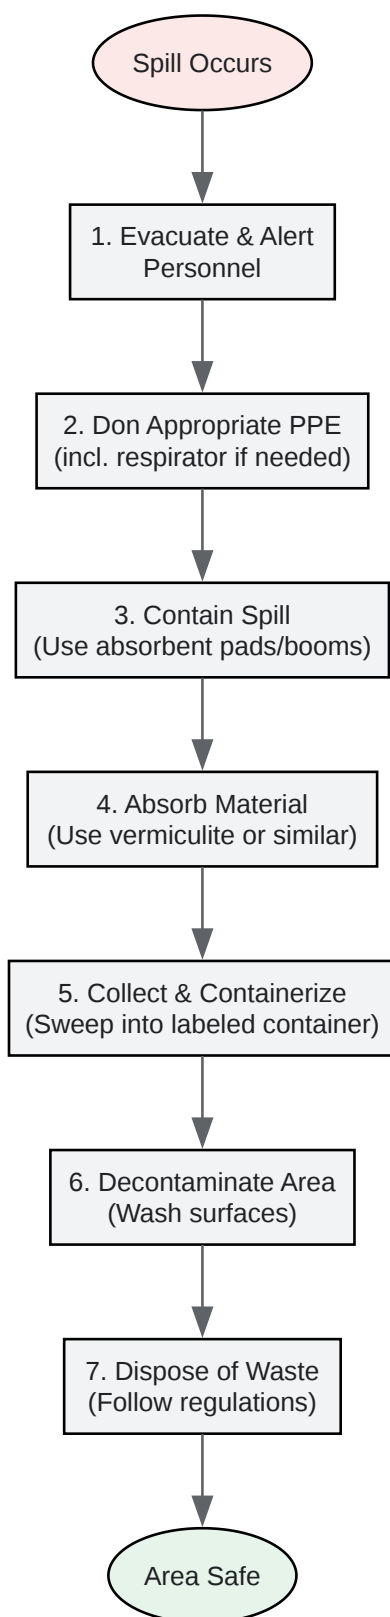 Spill Occurs
1. Evacuate & Alert
Personnel
2. Don Appropriate PPE
(incl. respirator if needed)
3. Contain Spill
(Use absorbent pads/booms)
4. Absorb Material
(Use vermiculite or similar)
5. Collect & Containerize
(Sweep into labeled container)
6. Decontaminate Area
(Wash surfaces)
7. Dispose of Waste
(Follow regulations)
Area Safe